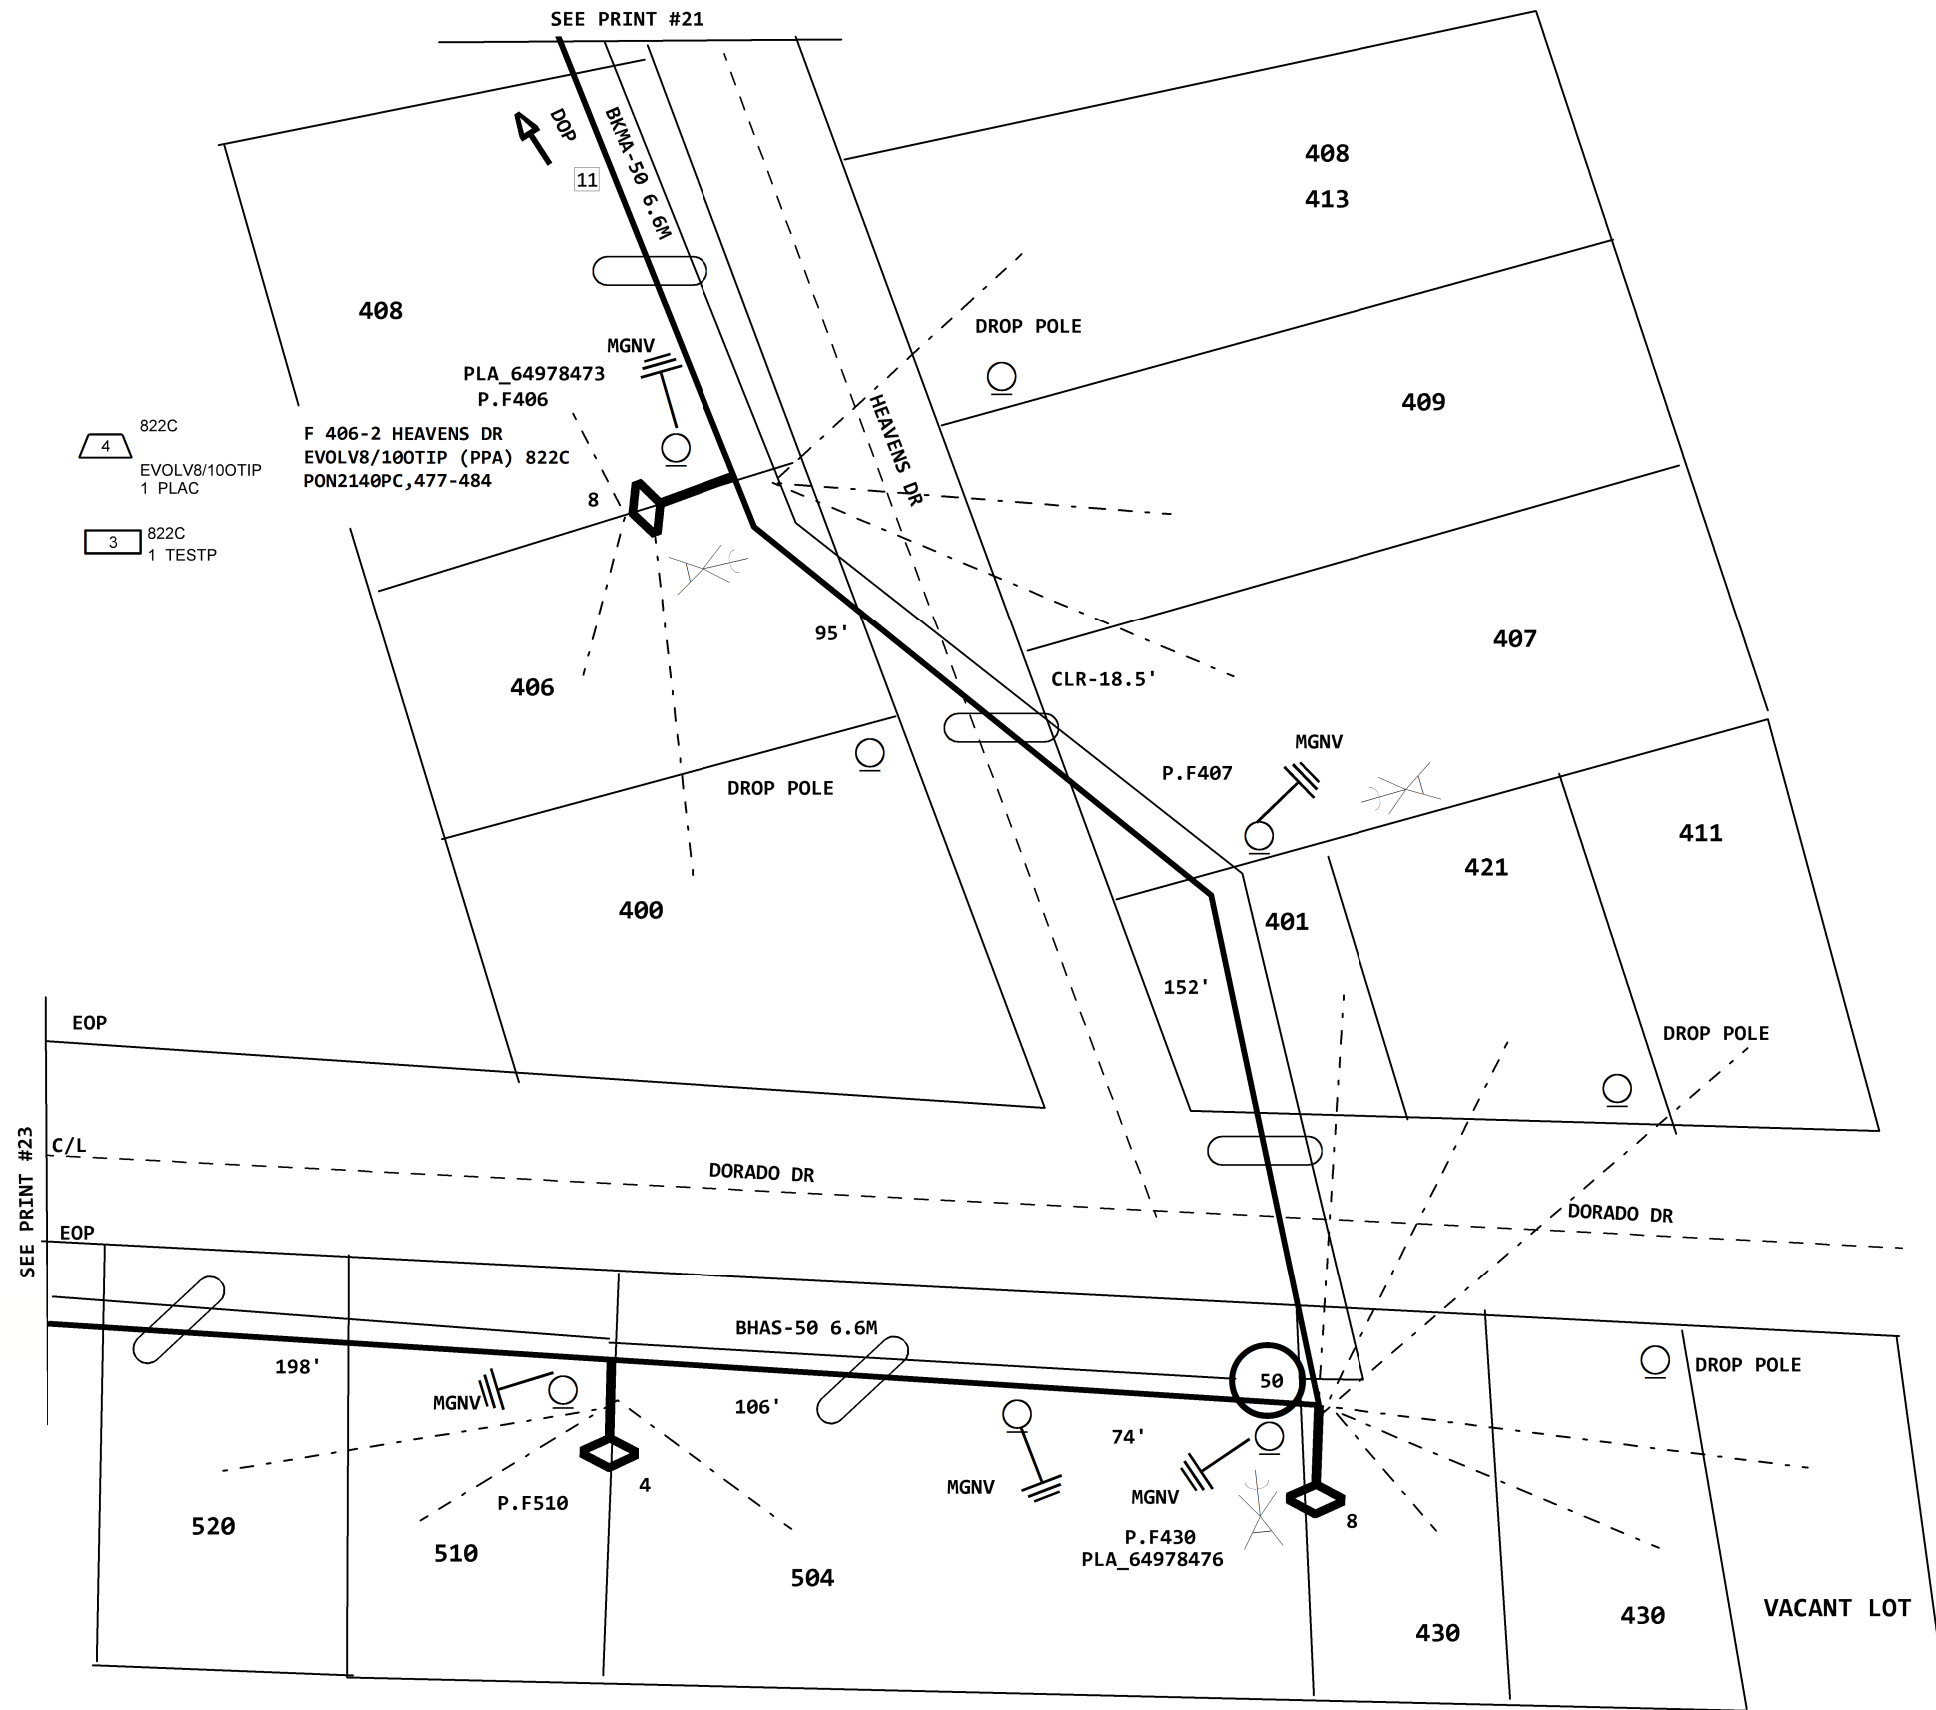 SEE PRINT #21
DOP
BKMA-50 6.6M
11
408
413
408
DROP POLE
MGNV
PLA_64978473
P.F406
409
HEAVENS DR
822C
4
EVOLV8/10OTIP
1 PLAC
F 406-2 HEAVENS DR
EVOLV8/10OTIP (PPA) 822C
PON2140PC,477-484
8
3
822C
1 TESTP
95'
407
406
CLR-18.5'
MGNV
P.F407
DROP POLE
411
421
400
401
152'
EOP
DROP POLE
SEE PRINT #23
C/L
DORADO DR
DORADO DR
EOP
BHAS-50 6.6M
198'
50
DROP POLE
MGNV
106'
74'
MGNV
MGNV
4
P.F510
8
520
510
504
P.F430
PLA_64978476
430
430
VACANT LOT